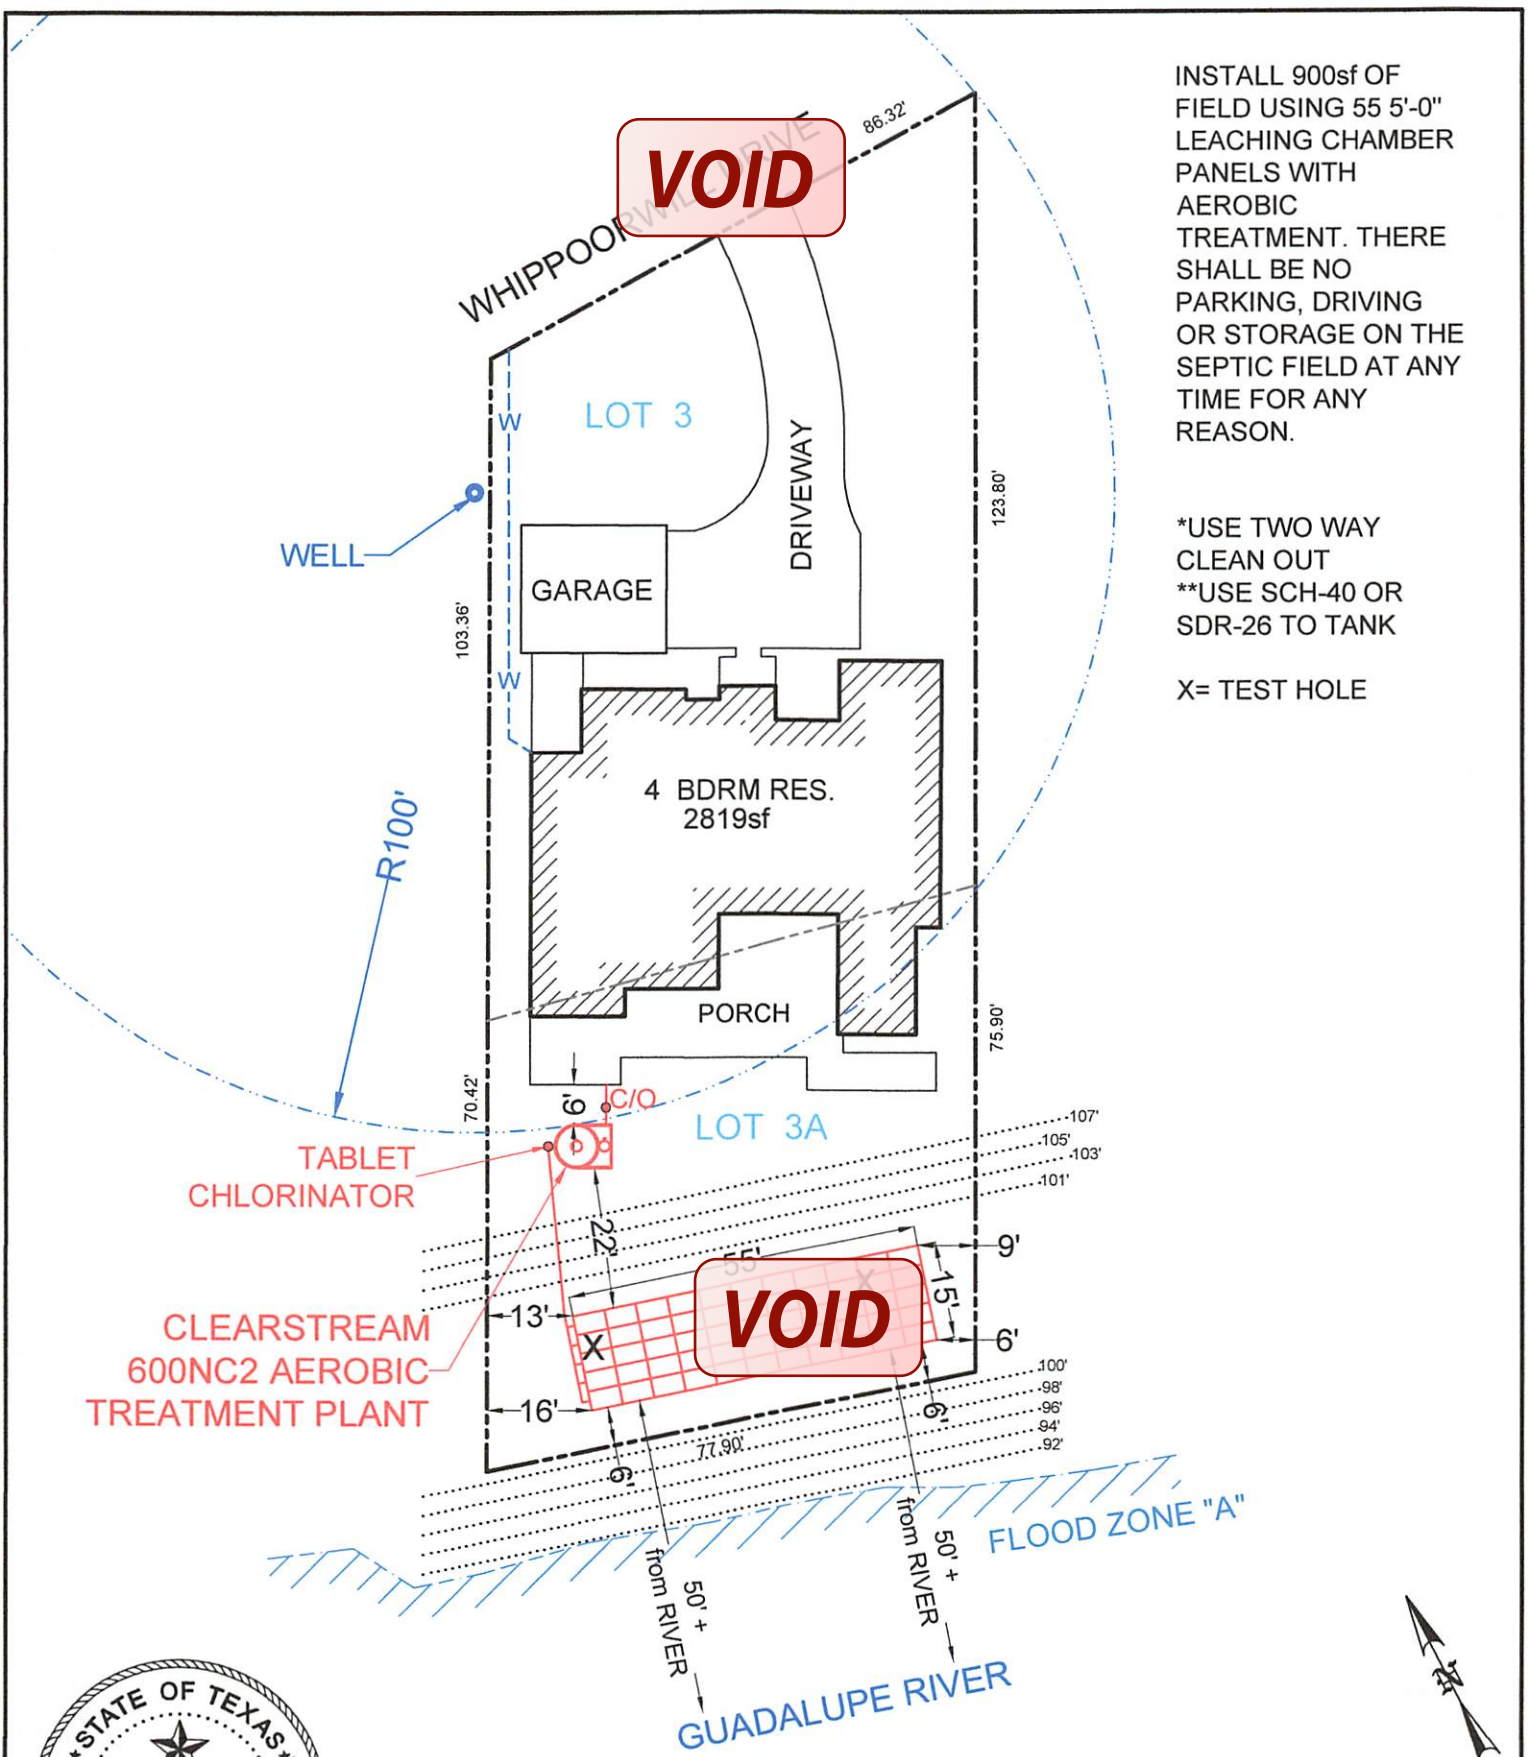 INSTALL 900sf OF
FIELD USING 55 5'-0"
LEACHING CHAMBER
PANELS WITH
AEROBIC
TREATMENT. THERE
SHALL BE NO
PARKING, DRIVING
OR STORAGE ON THE
SEPTIC FIELD AT ANY
TIME FOR ANY
REASON.
*USE TWO WAY
CLEAN OUT
**USE SCH-40 OR
SDR-26 TO TANK
X= TEST HOLE
86.32'
VOID
WHIPPOORWILL DRIVE
LOT 3
W
WELL
DRIVEWAY
123.80'
GARAGE
103.36'
W
4 BDRM RES.
2819sf
R100'
PORCH
75.90'
70.42'
6'
C/O
LOT 3A
107'
105'
103'
101'
TABLET
CHLORINATOR
22'
55'
9'
15'
X
13'
X
VOID
6'
CLEARSTREAM
600NC2 AEROBIC
TREATMENT PLANT
16'
6'
6'
77.90'
100'
98'
96'
94'
92'
FLOOD ZONE "A"
50' +
from RIVER
50' +
from RIVER
GUADALUPE RIVER
N
STATE OF TEXAS